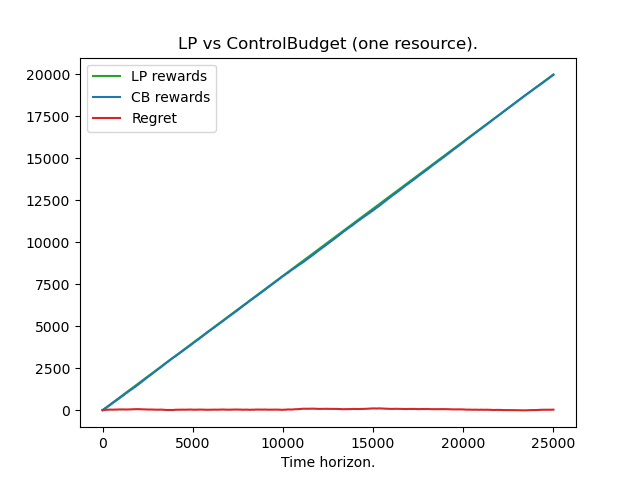 LP vs ControlBudget (one resource).
LP rewards
CB rewards
Regret
20000
17500
15000
12500
10000
7500
5000
2500
0
0 5000 10000 15000 20000 25000
Time horizon.